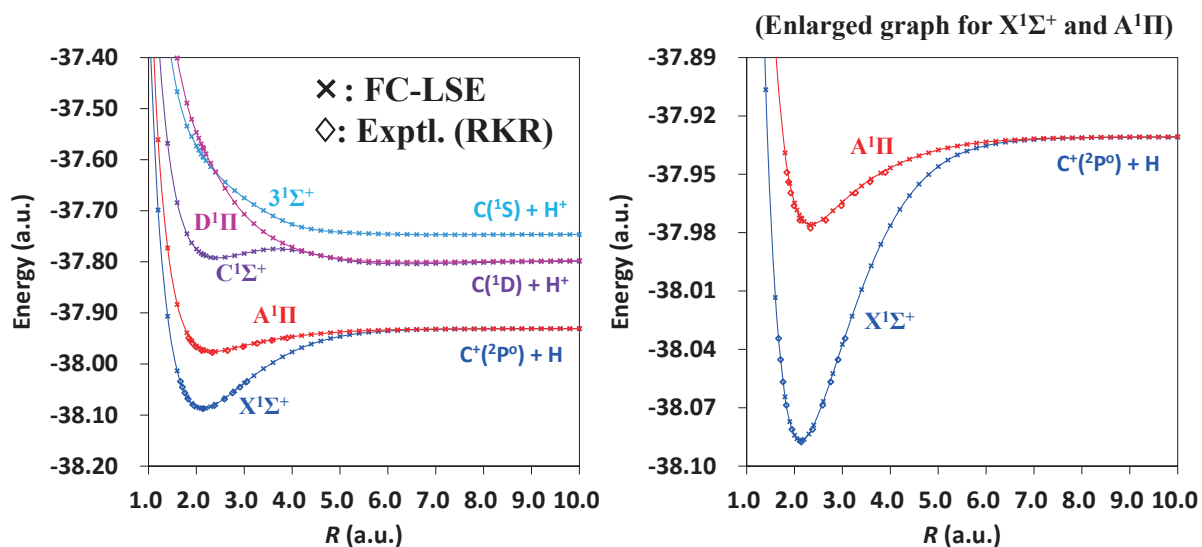 (Enlarged graph for X¹Σ⁺ and A¹Π)
-37.40
-37.50
-37.60
-37.70
-37.80
-37.90
-38.00
-38.10
-38.20
Energy (a.u.)
×: FC-LSE
◇: Exptl. (RKR)
3¹Σ⁺
D¹Π
C(¹S) + H⁺
C¹Σ⁺
C(¹D) + H⁺
A¹Π
C⁺(²Pᵒ) + H
X¹Σ⁺
1.0 2.0 3.0 4.0 5.0 6.0 7.0 8.0 9.0 10.0
R (a.u.)
-37.89
-37.92
-37.95
-37.98
-38.01
-38.04
-38.07
-38.10
Energy (a.u.)
A¹Π
C⁺(²Pᵒ) + H
X¹Σ⁺
1.0 2.0 3.0 4.0 5.0 6.0 7.0 8.0 9.0 10.0
R (a.u.)